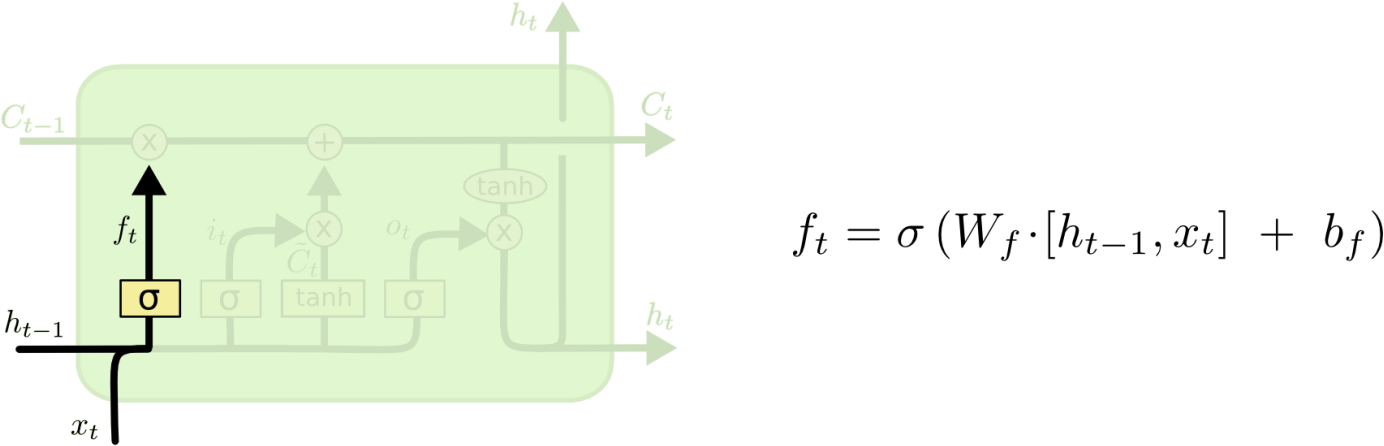 h_t
C_{t-1}
C_t
x
+
tanh
f_t
i_t
x
o_t
x
C̃_t
σ
σ
tanh
σ
h_{t-1}
h_t
x_t
f_t = σ (W_f · [h_{t-1}, x_t] + b_f)